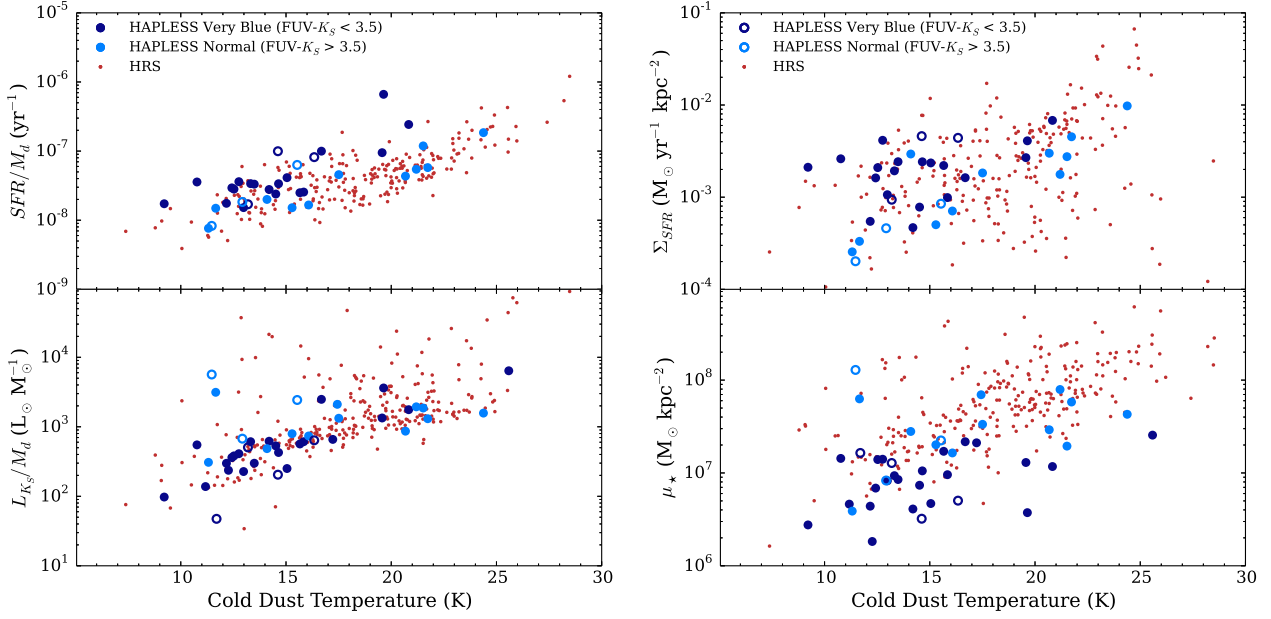 HAPLESS Very Blue (FUV-K_S < 3.5)
HAPLESS Normal (FUV-K_S > 3.5)
HRS
SFR/M_d (yr⁻¹)
10⁻⁵
10⁻⁶
10⁻⁷
10⁻⁸
10⁻⁹
L_{K_S}/M_d (L_⊙ M_⊙⁻¹)
10⁴
10³
10²
10¹
10 15 20 25 30
Cold Dust Temperature (K)
HAPLESS Very Blue (FUV-K_S < 3.5)
HAPLESS Normal (FUV-K_S > 3.5)
HRS
Σ_{SFR} (M_⊙ yr⁻¹ kpc⁻²)
10⁻¹
10⁻²
10⁻³
10⁻⁴
μ_⋆ (M_⊙ kpc⁻²)
10⁸
10⁷
10⁶
10 15 20 25 30
Cold Dust Temperature (K)